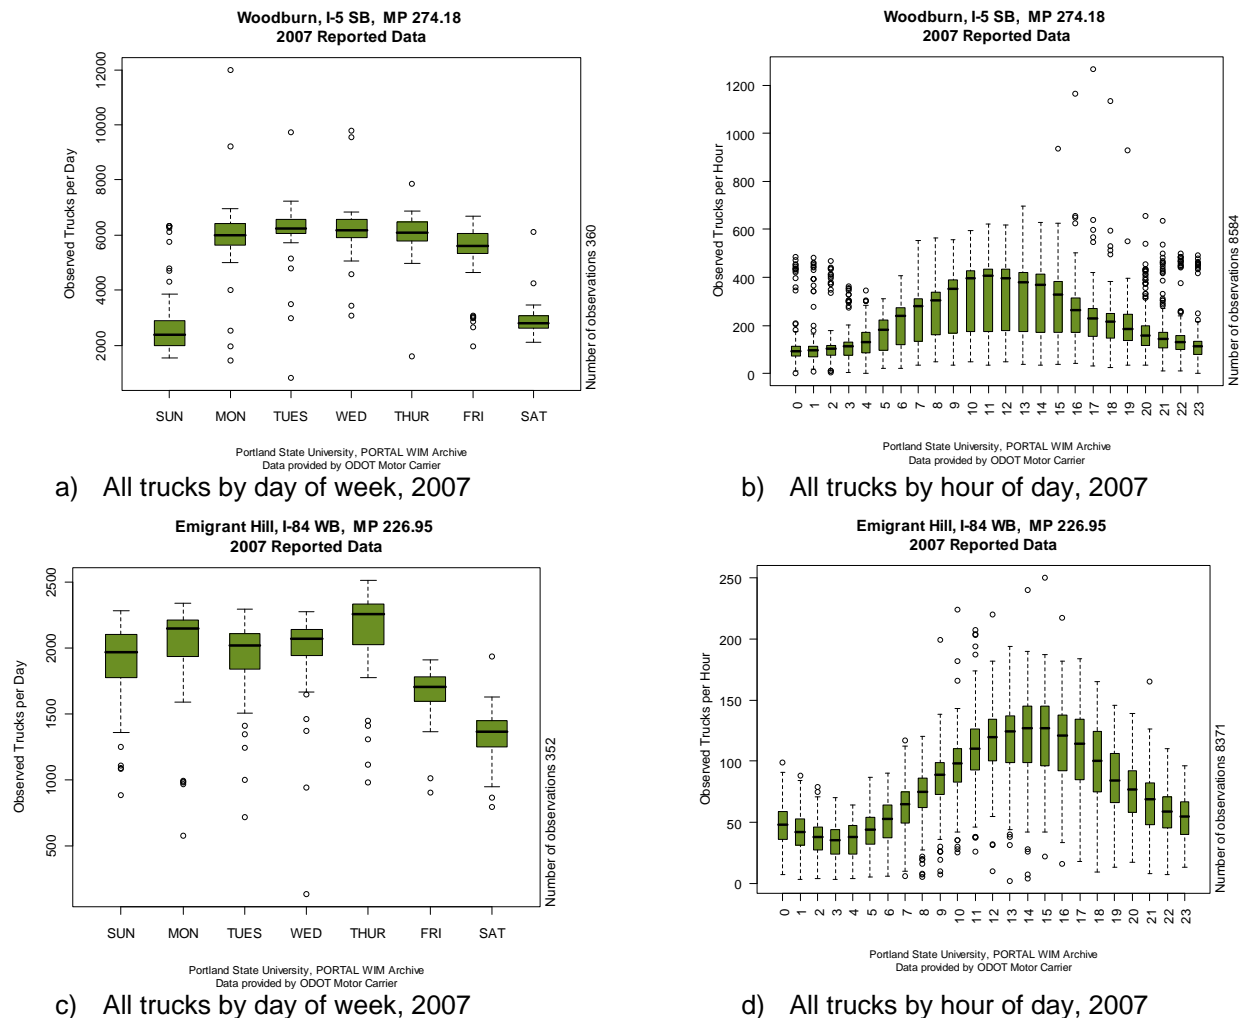 Woodburn, I-5 SB, MP 274.18
2007 Reported Data
Observed Trucks per Day
12000
10000
8000
6000
4000
2000
SUN MON TUES WED THUR FRI SAT
Number of observations 360
Portland State University, PORTAL WIM Archive
Data provided by ODOT Motor Carrier
a) All trucks by day of week, 2007
Woodburn, I-5 SB, MP 274.18
2007 Reported Data
Observed Trucks per Hour
1200
1000
800
600
400
200
0
0 1 2 3 4 5 6 7 8 9 10 11 12 13 14 15 16 17 18 19 20 21 22 23
Number of observations 8584
Portland State University, PORTAL WIM Archive
Data provided by ODOT Motor Carrier
b) All trucks by hour of day, 2007
Emigrant Hill, I-84 WB, MP 226.95
2007 Reported Data
Observed Trucks per Day
2500
2000
1500
1000
500
SUN MON TUES WED THUR FRI SAT
Number of observations 352
Portland State University, PORTAL WIM Archive
Data provided by ODOT Motor Carrier
c) All trucks by day of week, 2007
Emigrant Hill, I-84 WB, MP 226.95
2007 Reported Data
Observed Trucks per Hour
250
200
150
100
50
0
0 1 2 3 4 5 6 7 8 9 10 11 12 13 14 15 16 17 18 19 20 21 22 23
Number of observations 8371
Portland State University, PORTAL WIM Archive
Data provided by ODOT Motor Carrier
d) All trucks by hour of day, 2007